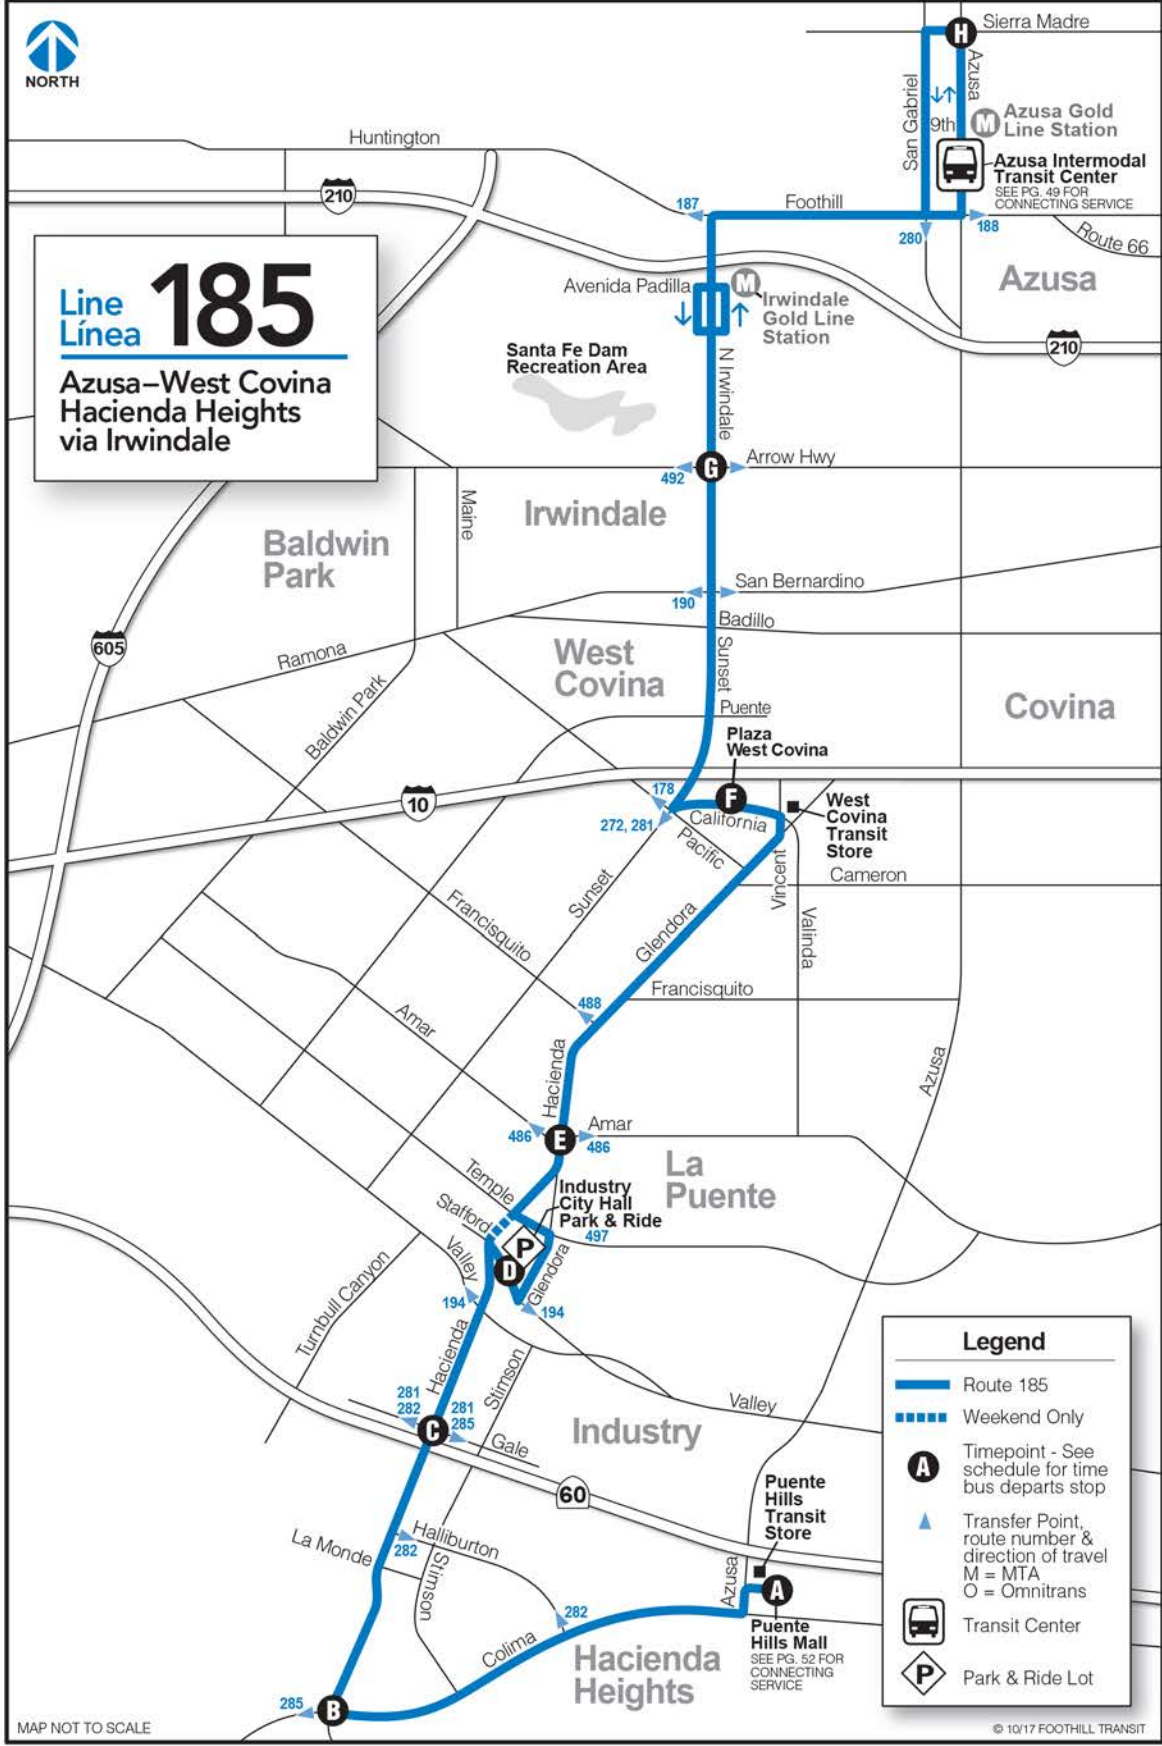 NORTH
Sierra Madre
H
Azusa
San Gabriel
9th
M
Azusa Gold
Line Station
Huntington
Azusa Intermodal
Transit Center
SEE PG. 49 FOR
CONNECTING SERVICE
210
187
Foothill
188
280
Route 66
Azusa
Line
Línea
185
Azusa–West Covina
Hacienda Heights
via Irwindale
Avenida Padilla
M
Irwindale
Gold Line
Station
210
Santa Fe Dam
Recreation Area
N Irwindale
G
Arrow Hwy
492
Maine
Irwindale
Baldwin
Park
San Bernardino
190
Badillo
605
Ramona
West
Covina
Sunset
Baldwin Park
Covina
Puente
Plaza
West Covina
10
178
F
272, 281
California
West
Covina
Transit
Store
Pacific
Vincent
Cameron
Sunset
Francisquito
Glendora
Valinda
Francisquito
488
Amar
Hacienda
Azusa
486
E
Amar
486
La
Puente
Temple
Industry
City Hall
Park & Ride
Stafford
497
P
D
Valley
Glendora
Turnbull Canyon
194
194
Hacienda
Stimson
281
282
281
285
C
Gale
Valley
Industry
60
Puente
Hills
Transit
Store
La Monde
Halliburton
282
Stimson
Azusa
A
282
Colima
Puente
Hills Mall
SEE PG. 52 FOR
CONNECTING
SERVICE
Hacienda
Heights
285
B
Legend
Route 185
Weekend Only
A
Timepoint - See
schedule for time
bus departs stop
Transfer Point,
route number &
direction of travel
M = MTA
O = Omnitrans
Transit Center
P
Park & Ride Lot
MAP NOT TO SCALE
© 10/17 FOOTHILL TRANSIT